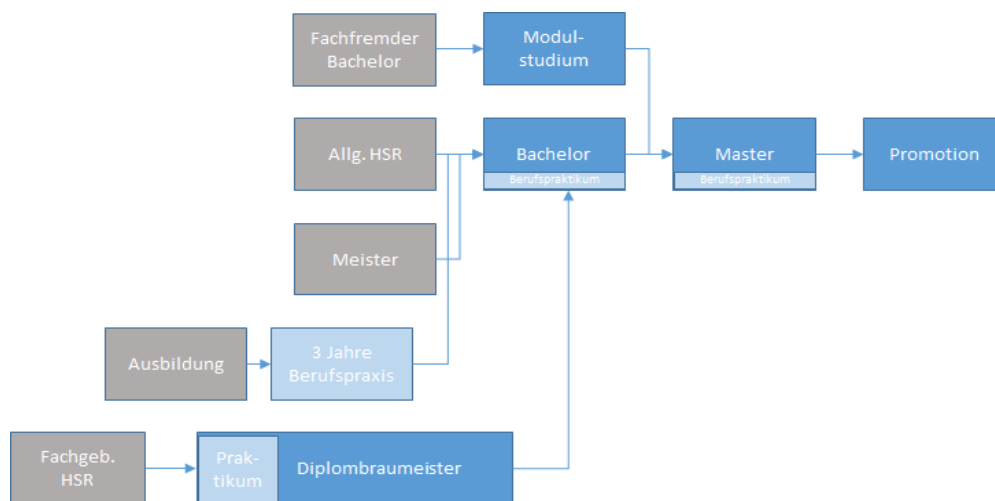 Fachfremder
Bachelor
Modul-
studium
Allg. HSR
Bachelor
Berufspraktikum
Master
Berufspraktikum
Promotion
Meister
Ausbildung
3 Jahre
Berufspraxis
Fachgeb.
HSR
Prak-
tikum
Diplombraumeister